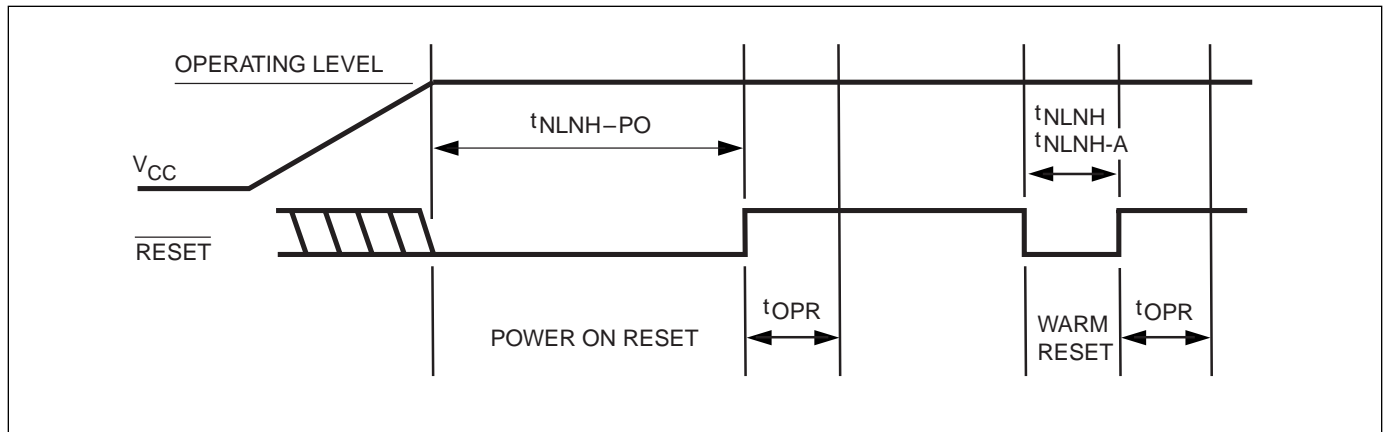 OPERATING LEVEL
tNLNH–PO
tNLNH
tNLNH-A
VCC
RESET
tOPR
POWER ON RESET
WARM
RESET
tOPR